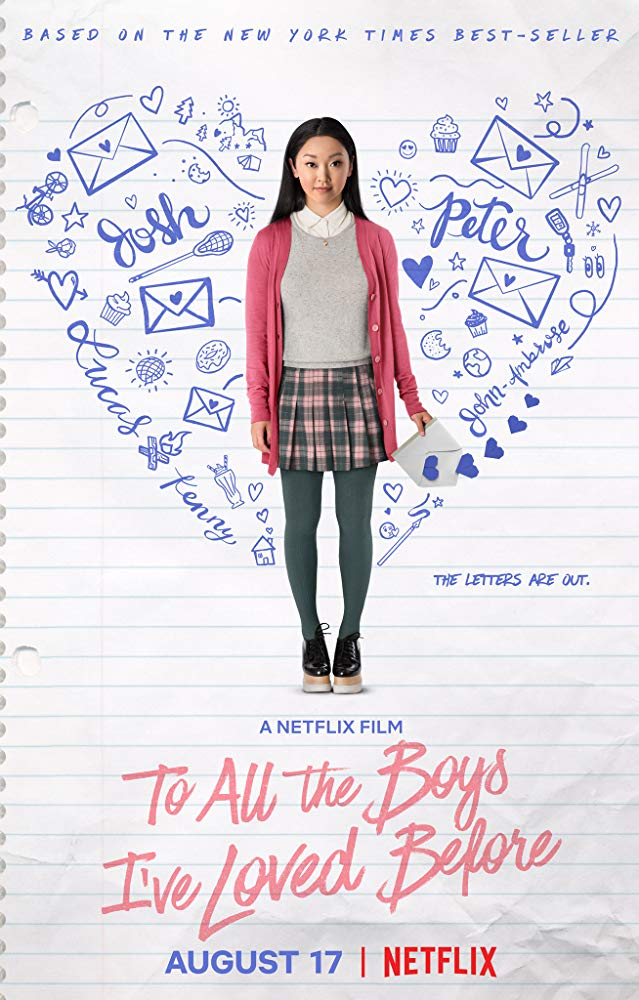 BASED ON THE NEW YORK TIMES BEST-SELLER
Josh
Peter
Lucas
John Ambrose
Kenny
THE LETTERS ARE OUT.
A NETFLIX FILM
To All the Boys
I've Loved Before
AUGUST 17 | NETFLIX